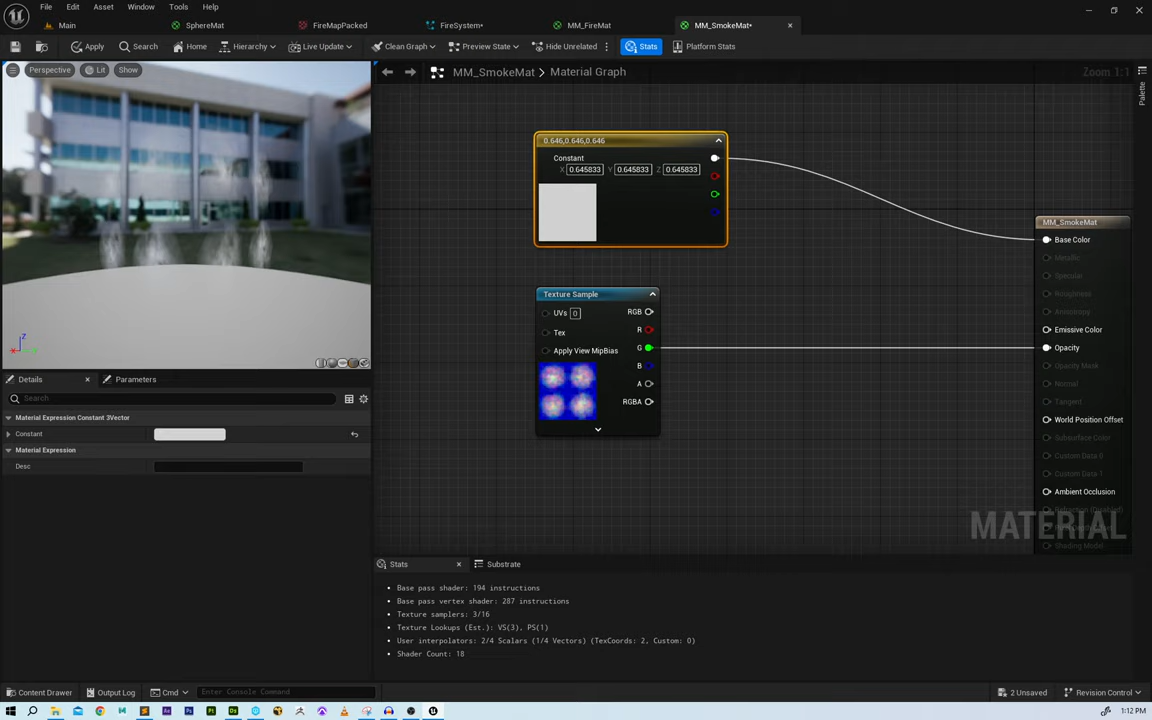 File Edit Window Tools Help
Main SphereMat FireMapPacked FireSystem• MM_FireMat MM_SmokeMat•
Apply Search Home Hierarchy Live Update Clean Graph Preview State Hide Unrelated Stats Platform Stats
Perspective Lit Show
MM_SmokeMat > Material Graph
Zoom 1:1
Palette
0.646,0.646,0.646
Constant
X 0.645833 Y 0.645833 Z 0.645833
MM_SmokeMat
Base Color
Metallic
Specular
Roughness
Anisotropy
Emissive Color
Opacity
Opacity Mask
Normal
Tangent
World Position Offset
Subsurface Color
Custom Data 0
Custom Data 1
Ambient Occlusion
Refraction (Disabled)
Shading Model
Texture Sample
UVs 0 RGB
Tex R
Apply View MipBias G
B
A
RGBA
MATERIAL
Z
X
Details Parameters
Search
Material Expression Constant 3Vector
Constant
Material Expression
Desc
Stats Substrate
Base pass shader: 194 instructions
Base pass vertex shader: 287 instructions
Texture samplers: 3/16
Texture Lookups (Est.): VS(3), PS(1)
User interpolators: 2/4 Scalars (1/4 Vectors) (TexCoords: 2, Custom: 0)
Shader Count: 18
Content Drawer Output Log Cmd Enter Console Command 2 Unsaved Revision Control
1:12 PM